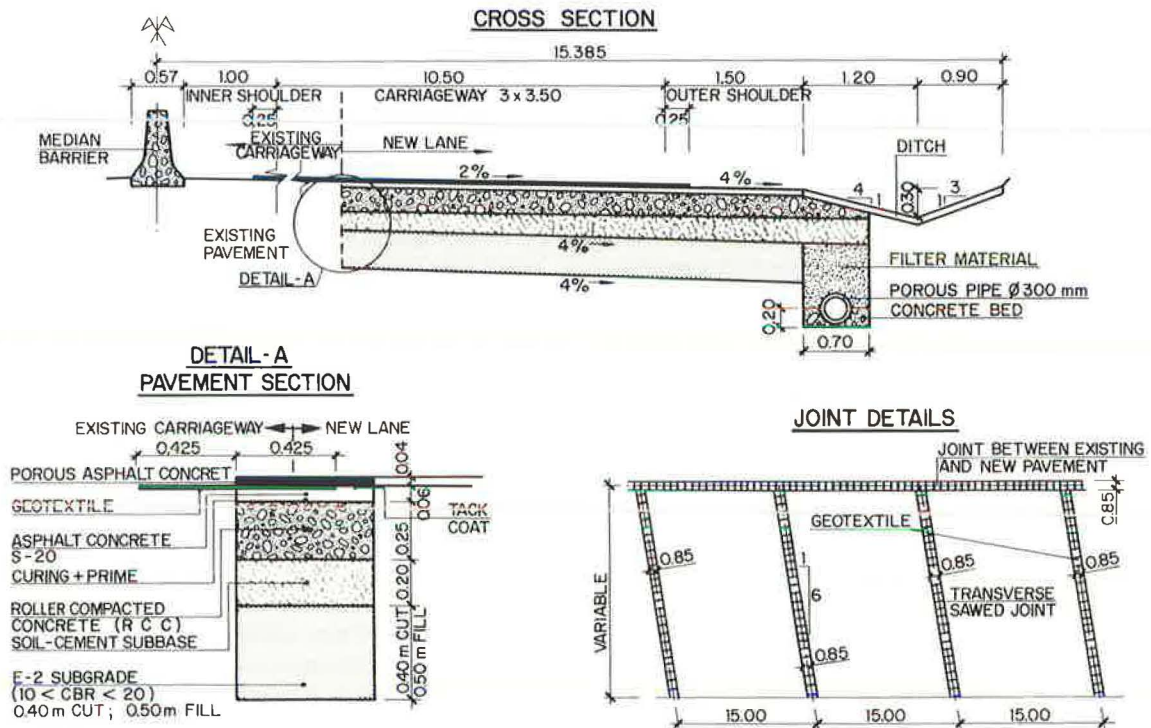 CROSS SECTION
15.385
0.57
1.00
10.50
1.50
1.20
0.90
INNER SHOULDER
CARRIAGEWAY 3 x 3.50
OUTER SHOULDER
0.25
0.25
MEDIAN
BARRIER
EXISTING
CARRIAGEWAY
NEW LANE
DITCH
2%
4%
4
1
0.30
1
3
EXISTING
PAVEMENT
DETAIL-A
4%
4%
FILTER MATERIAL
POROUS PIPE Ø 300 mm
CONCRETE BED
0.20
0.70
DETAIL-A
PAVEMENT SECTION
EXISTING CARRIAGEWAY
NEW LANE
0.425
0.425
0.04
POROUS ASPHALT CONCRET
GEOTEXTILE
0.06
TACK
COAT
ASPHALT CONCRETE
S-20
CURING + PRIME
0.25
ROLLER COMPACTED
CONCRETE (R C C)
SOIL-CEMENT SUBBASE
0.20
E-2 SUBGRADE
(10 < CBR < 20)
0.40 m CUT ; 0.50 m FILL
0.40 m CUT
0.50 m FILL
JOINT DETAILS
JOINT BETWEEN EXISTING
AND NEW PAVEMENT
0.85
GEOTEXTILE
0.85
1
6
0.85
0.85
TRANSVERSE
SAWED JOINT
0.85
VARIABLE
15.00
15.00
15.00